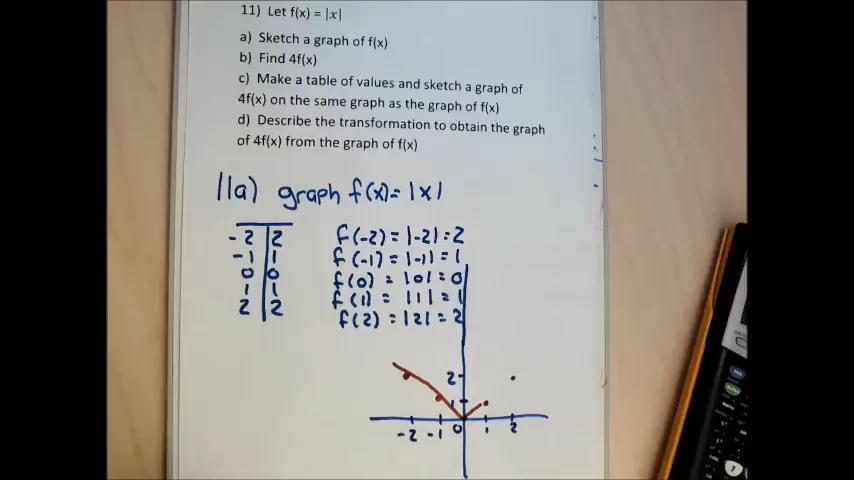 11) Let f(x) = |x|
a) Sketch a graph of f(x)
b) Find 4f(x)
c) Make a table of values and sketch a graph of
4f(x) on the same graph as the graph of f(x)
d) Describe the transformation to obtain the graph
of 4f(x) from the graph of f(x)
11a) graph f(x)= |x|
-2 2
-1 1
0 0
1 1
2 2
f(-2) = |-2| = 2
f(-1) = |-1| = 1
f(0) = |0| = 0
f(1) = |1| = 1
f(2) = |2| = 2
2
1
-2 -1 0 1 2